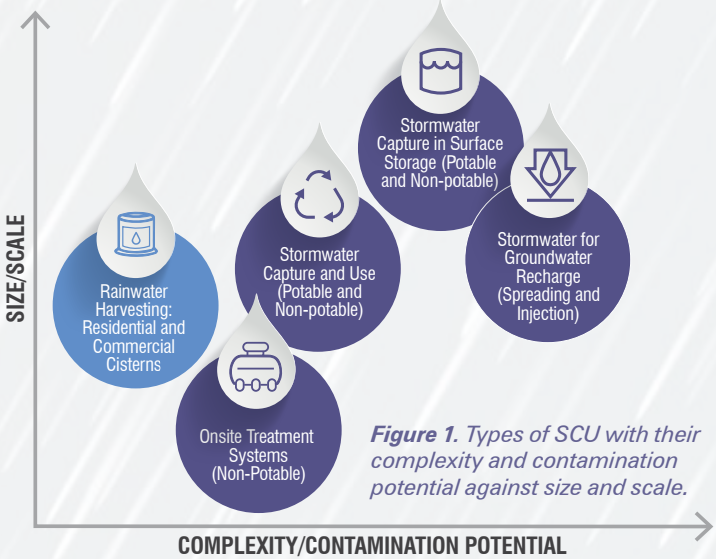 SIZE/SCALE
Rainwater
Harvesting:
Residential and
Commercial
Cisterns
Onsite Treatment
Systems
(Non-Potable)
Stormwater
Capture and Use
(Potable and
Non-potable)
Stormwater
Capture in Surface
Storage (Potable
and Non-potable)
Stormwater for
Groundwater
Recharge
(Spreading and
Injection)
Figure 1. Types of SCU with their
complexity and contamination
potential against size and scale.
COMPLEXITY/CONTAMINATION POTENTIAL